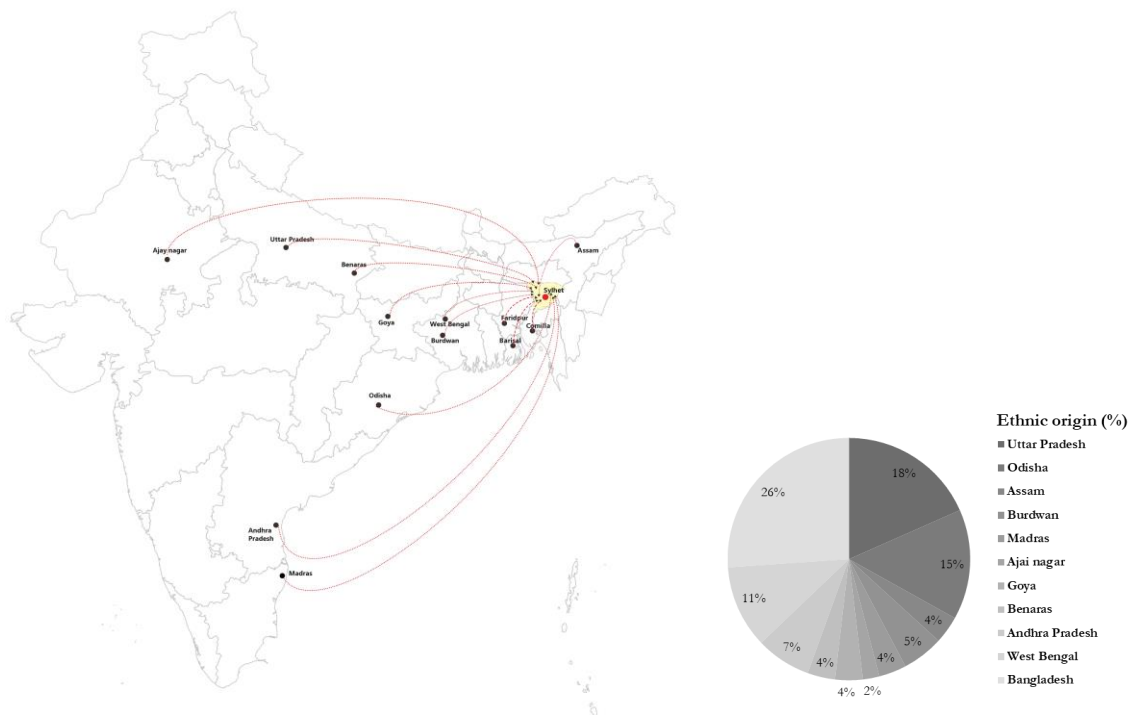 Ajay nagar
Uttar Pradesh
Benaras
Assam
Sylhet
Goya
West Bengal
Burdwan
Faridpur
Comilla
Barisal
Odisha
Andhra
Pradesh
Madras
Ethnic origin (%)
Uttar Pradesh
Odisha
Assam
Burdwan
Madras
Ajai nagar
Goya
Benaras
Andhra Pradesh
West Bengal
Bangladesh
18%
15%
4%
5%
4%
2%
4%
4%
7%
11%
26%